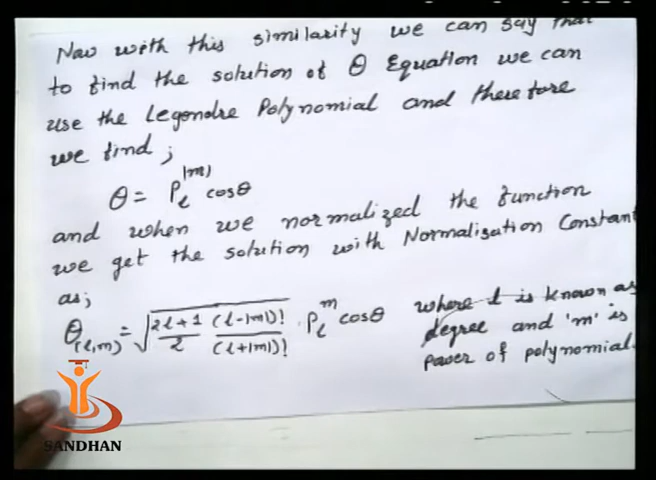 Now with this similarity we can say that
to find the solution of Θ Equation we can
use the Legendre Polynomial and therefore
we find;
Θ = P_l^|m| cosθ
and when we normalized the function
we get the solution with Normalization Constant
as;
Θ_(l,m) = √((2l+1)/2 (l-|m|)!/(l+|m|)!) · P_l^m cosθ
where l is known as
degree and 'm' is
power of polynomial.
SANDHAN